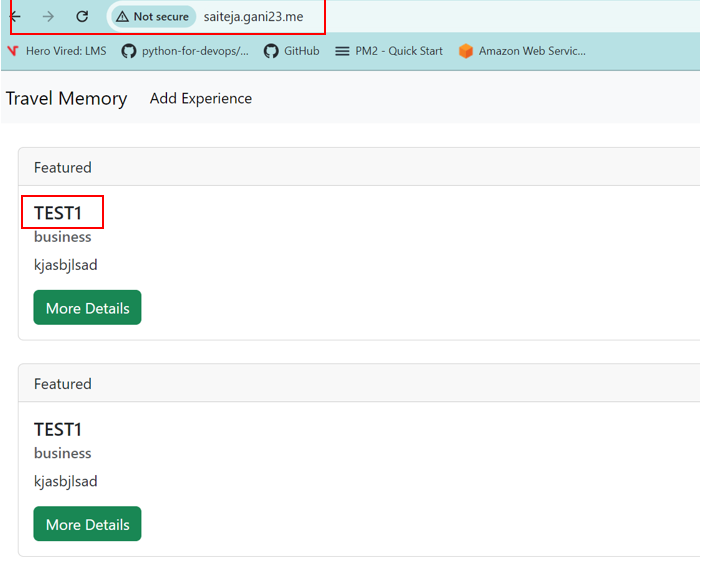 Not secure saiteja.gani23.me
Hero Vired: LMS python-for-devops/... GitHub PM2 - Quick Start Amazon Web Servic...
Travel Memory Add Experience
Featured
TEST1
business
kjasbjlsad
More Details
Featured
TEST1
business
kjasbjlsad
More Details